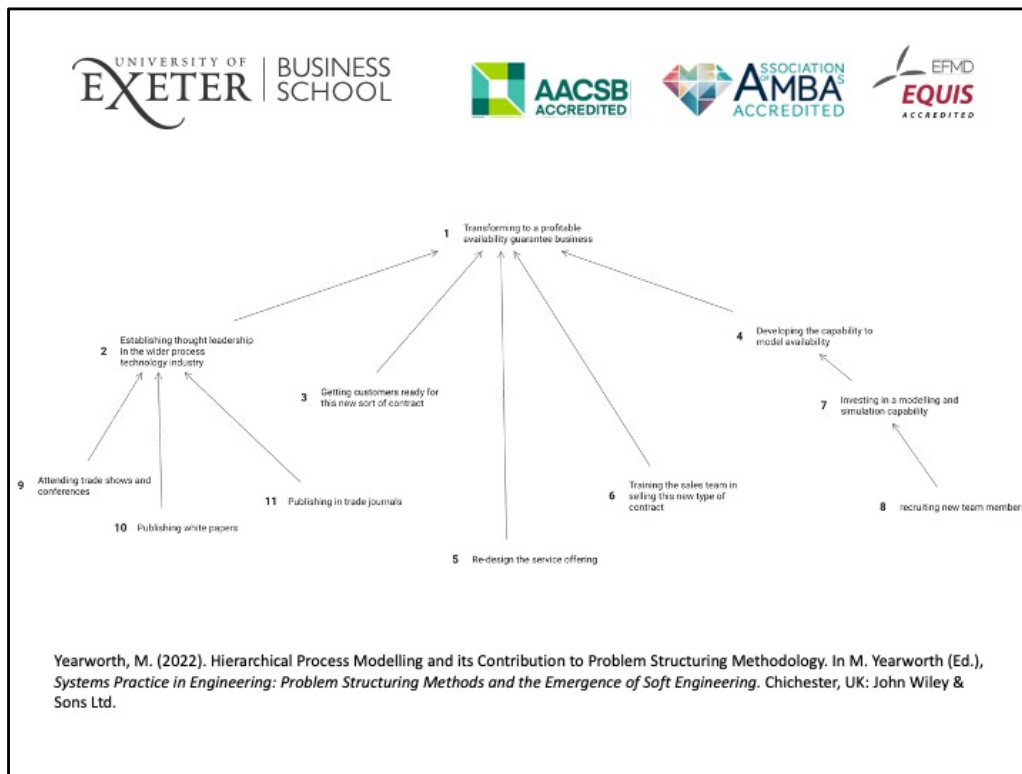 UNIVERSITY OF
EXETER
BUSINESS
SCHOOL
AACSB
ACCREDITED
ASSOCIATION
OF AMBAS
ACCREDITED
EFMD
EQUIS
ACCREDITED
1 Transforming to a profitable
availability guarantee business
2 Establishing thought leadership
in the wider process
technology industry
3 Getting customers ready for
this new sort of contract
4 Developing the capability to
model availability
7 Investing in a modelling and
simulation capability
9 Attending trade shows and
conferences
10 Publishing white papers
11 Publishing in trade journals
6 Training the sales team in
selling this new type of
contract
8 recruiting new team member
5 Re-design the service offering
Yearworth, M. (2022). Hierarchical Process Modelling and its Contribution to Problem Structuring Methodology. In M. Yearworth (Ed.),
Systems Practice in Engineering: Problem Structuring Methods and the Emergence of Soft Engineering. Chichester, UK: John Wiley &
Sons Ltd.